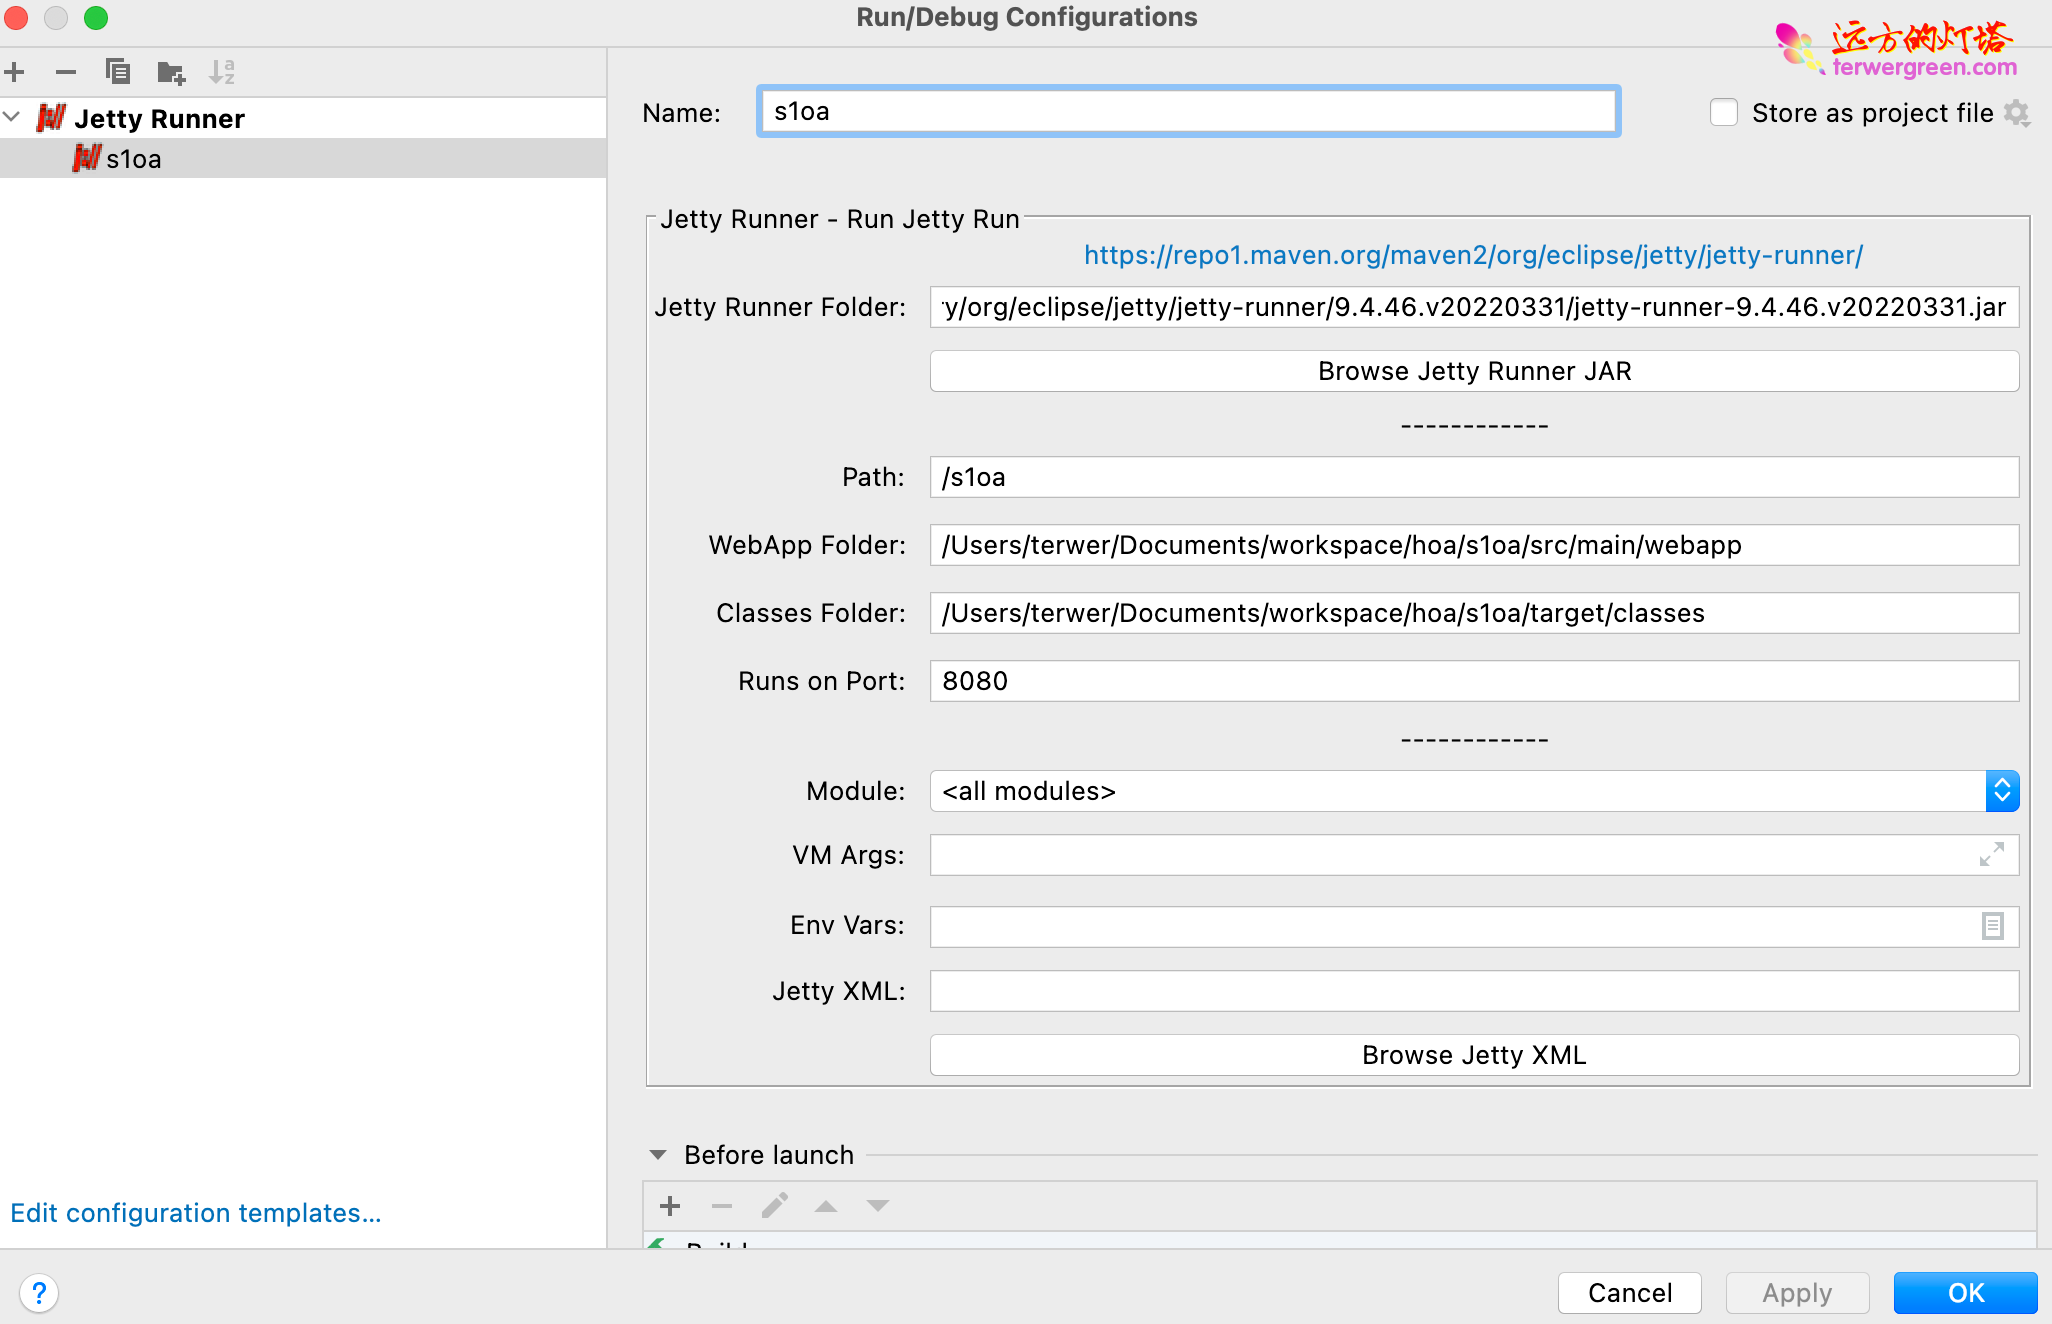 Run/Debug Configurations
远方的灯塔
terwergreen.com
Jetty Runner
s1oa
Name: s1oa
Store as project file
Jetty Runner - Run Jetty Run
https://repo1.maven.org/maven2/org/eclipse/jetty/jetty-runner/
Jetty Runner Folder: y/org/eclipse/jetty/jetty-runner/9.4.46.v20220331/jetty-runner-9.4.46.v20220331.jar
Browse Jetty Runner JAR
------------
Path: /s1oa
WebApp Folder: /Users/terwer/Documents/workspace/hoa/s1oa/src/main/webapp
Classes Folder: /Users/terwer/Documents/workspace/hoa/s1oa/target/classes
Runs on Port: 8080
------------
Module: <all modules>
VM Args:
Env Vars:
Jetty XML:
Browse Jetty XML
Before launch
Edit configuration templates...
? Cancel Apply OK